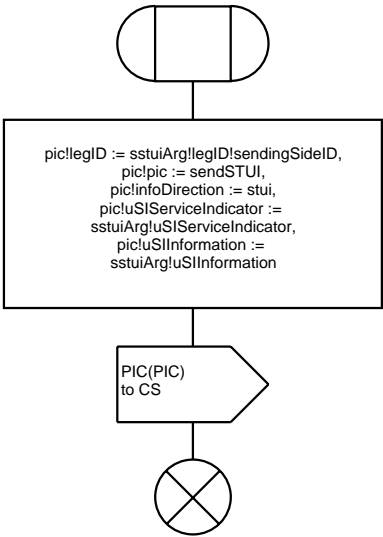 pic!legID := sstuiArg!legID!sendingSideID,
pic!pic := sendSTUI,
pic!infoDirection := stui,
pic!uSIServiceIndicator :=
sstuiArg!uSIServiceIndicator,
pic!uSIInformation :=
sstuiArg!uSIInformation
PIC(PIC)
to CS